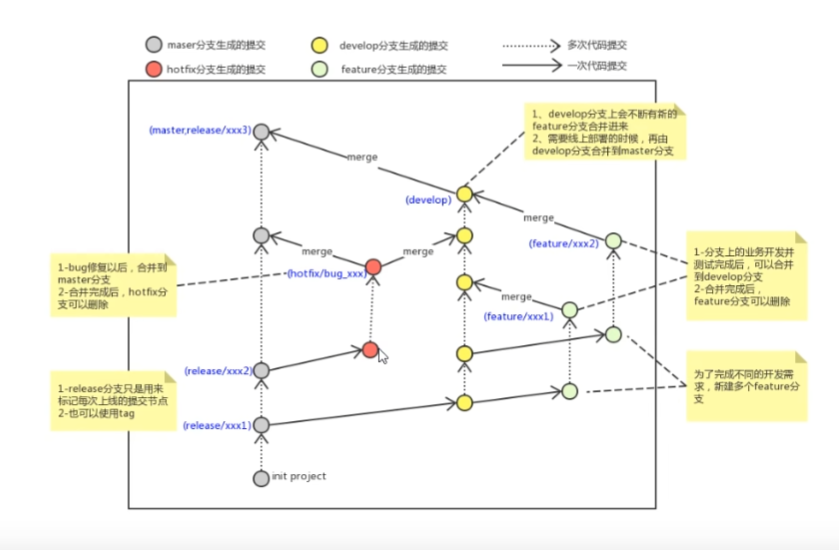 maser分支生成的提交
develop分支生成的提交
多次代码提交
hotfix分支生成的提交
feature分支生成的提交
一次代码提交
(master,release/xxx3)
merge
1、develop分支上会不断有新的
feature分支合并进来
2、需要线上部署的时候，再由
develop分支合并到master分支
(develop)
merge
(feature/xxx2)
merge
merge
(hotfix/bug_xxx)
1-bug修复以后，合并到
master分支
2-合并完成后，hotfix分
支可以删除
1-分支上的业务开发并
测试完成后，可以合并
到develop分支
2-合并完成后，
feature分支可以删除
merge
(feature/xxx1)
(release/xxx2)
1-release分支只是用来
标记每次上线的提交节点
2-也可以使用tag
为了完成不同的开发需
求，新建多个feature分
支
(release/xxx1)
init project